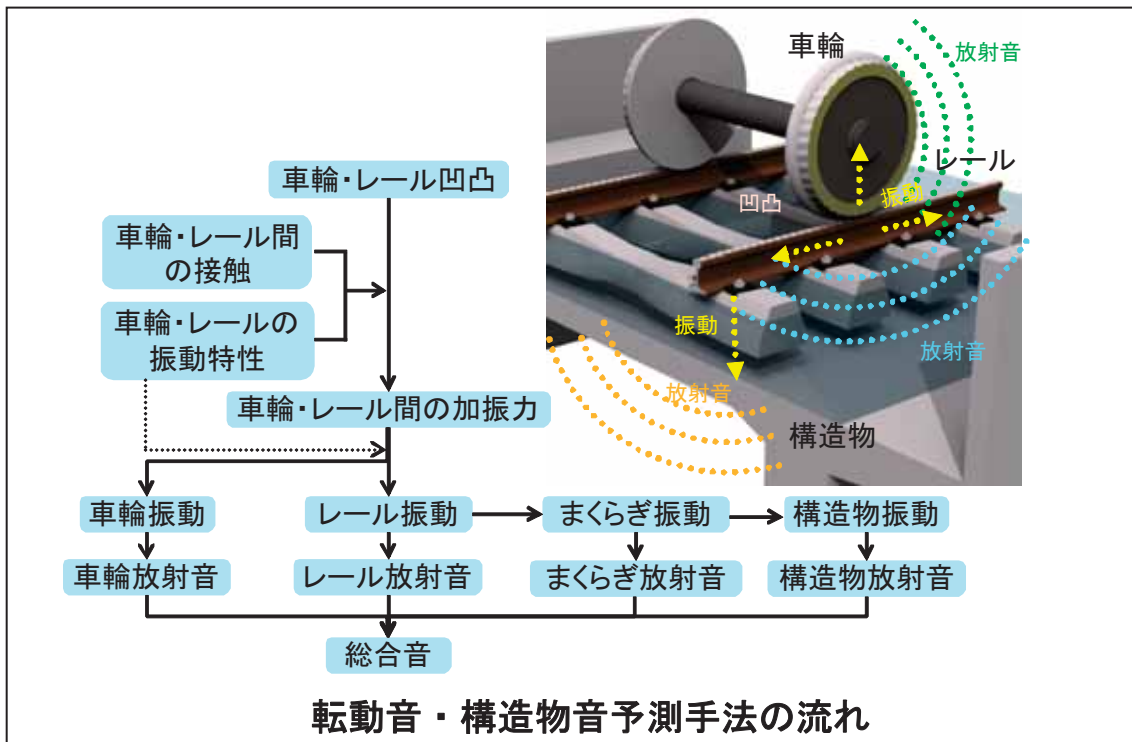 車輪・レール凹凸
車輪・レール間
の接触
車輪・レールの
振動特性
車輪・レール間の加振力
車輪振動
レール振動
まくらぎ振動
構造物振動
車輪放射音
レール放射音
まくらぎ放射音
構造物放射音
総合音
車輪
放射音
レール
凹凸
振動
振動
放射音
放射音
構造物
転動音・構造物音予測手法の流れ